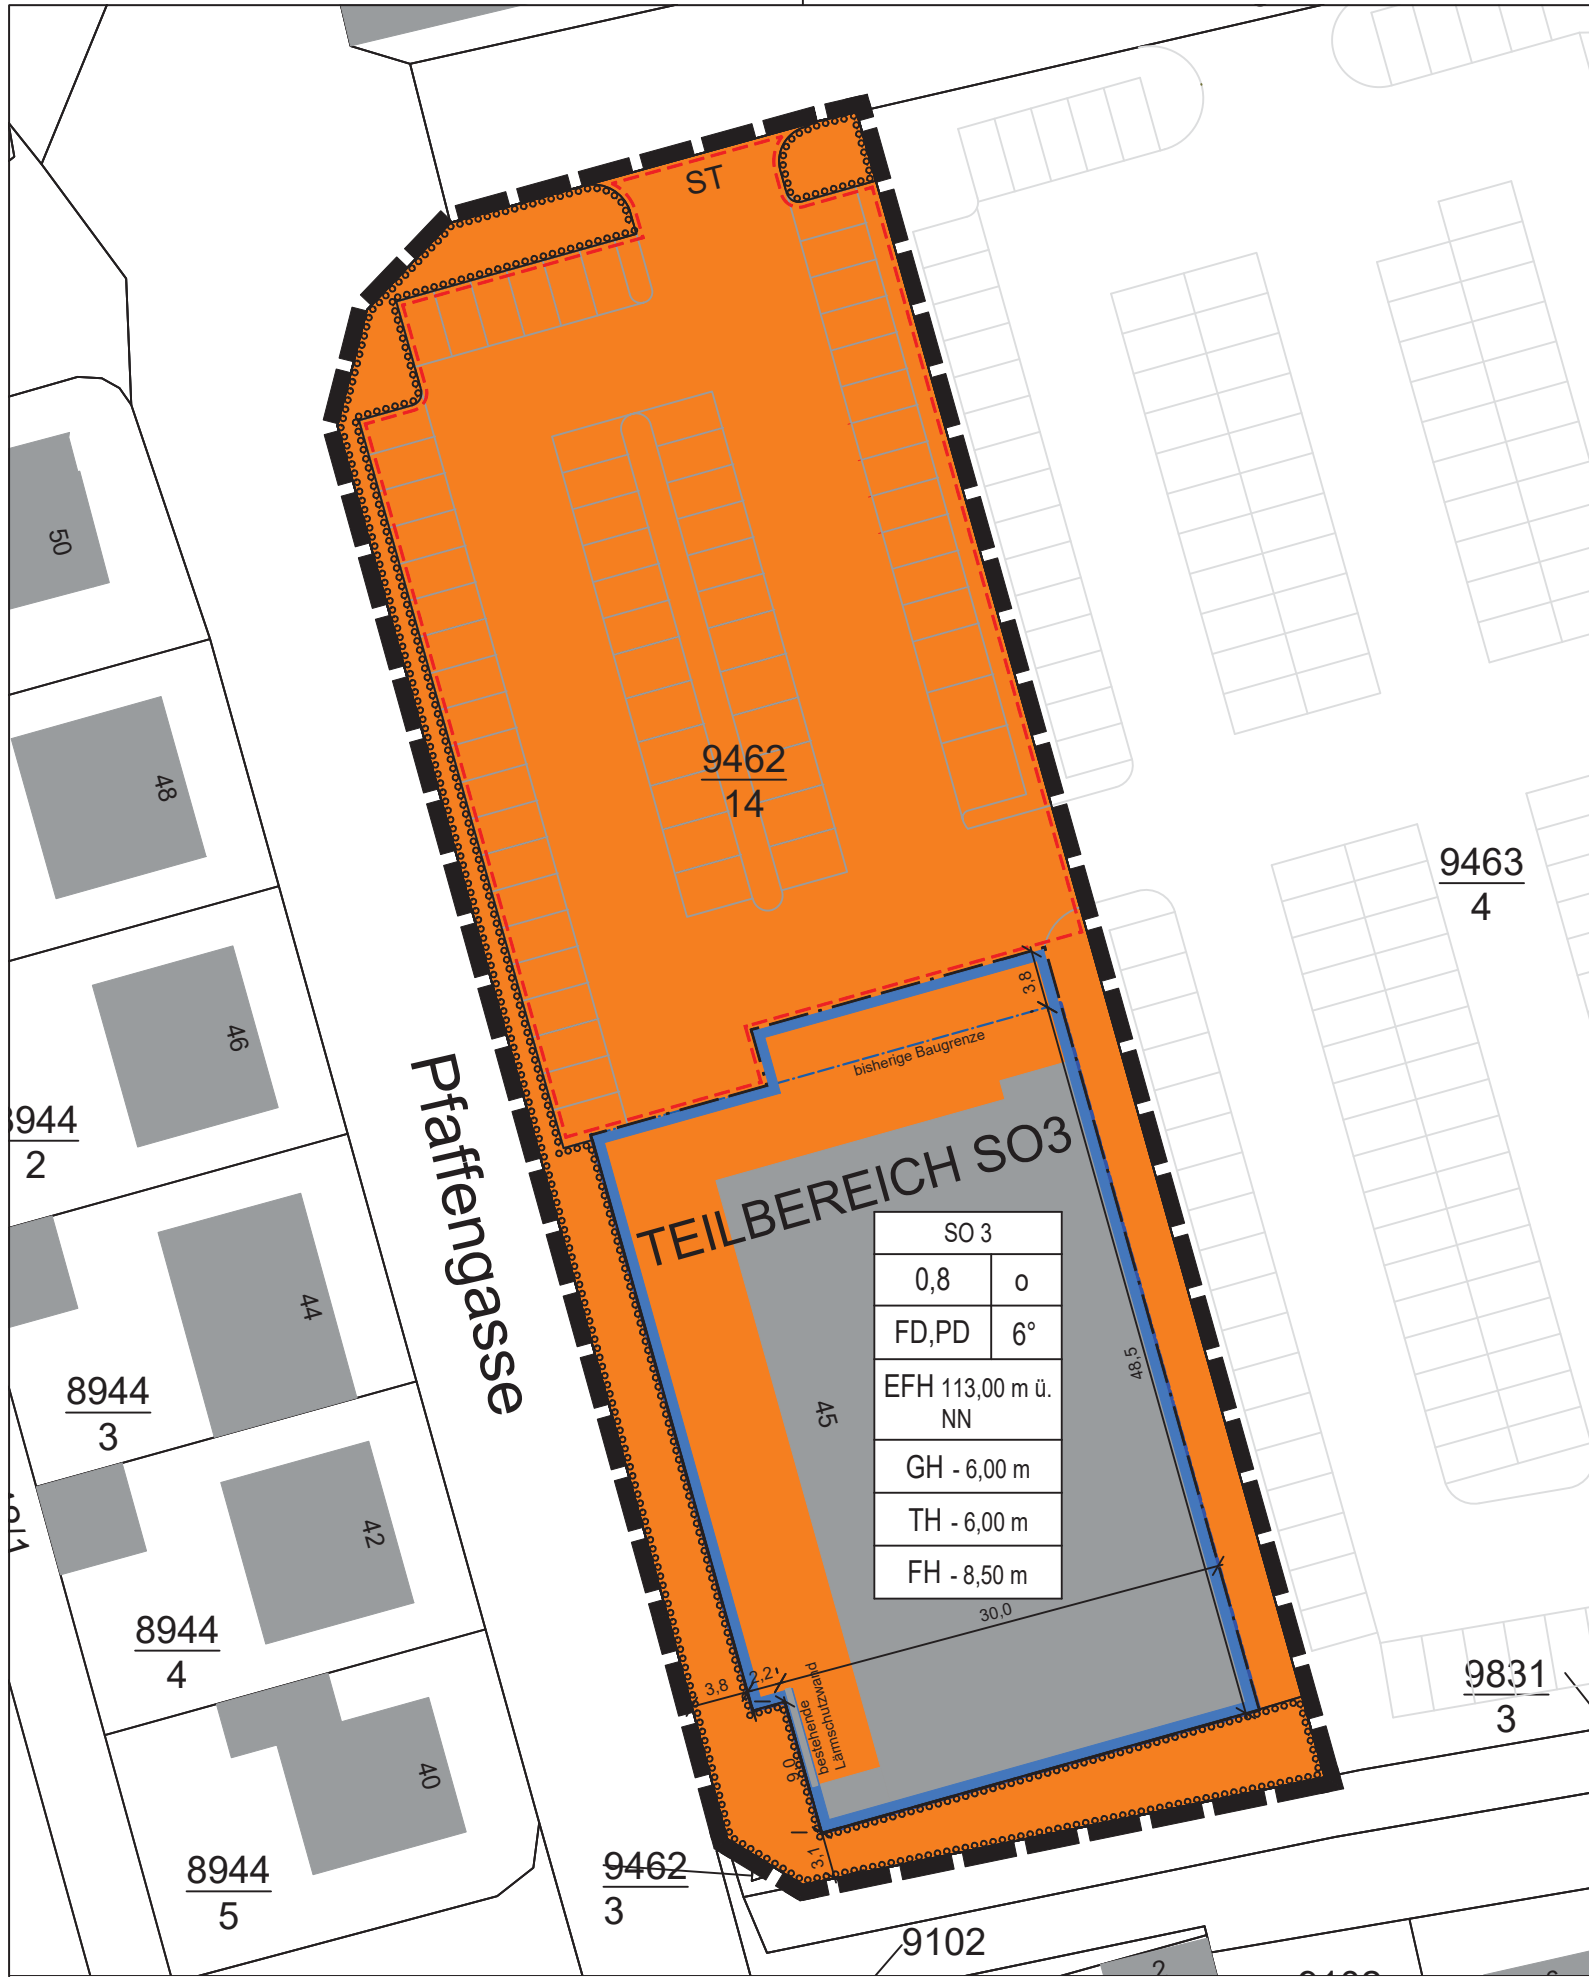 ST
50
48
9462
14
9463
4
46
3,8
bisherige Baugrenze
8944
2
Pfaffengasse
TEILBEREICH SO3
SO 3
0,8
o
FD,PD
6°
EFH 113,00 m ü.
NN
GH - 6,00 m
TH - 6,00 m
FH - 8,50 m
44
8944
3
45
48,5
42
8944
4
30,0
3,8
2,2
bestehende
Lärmschutzwand
9,0
9831
3
40
8944
5
3,1
9462
3
9102
2